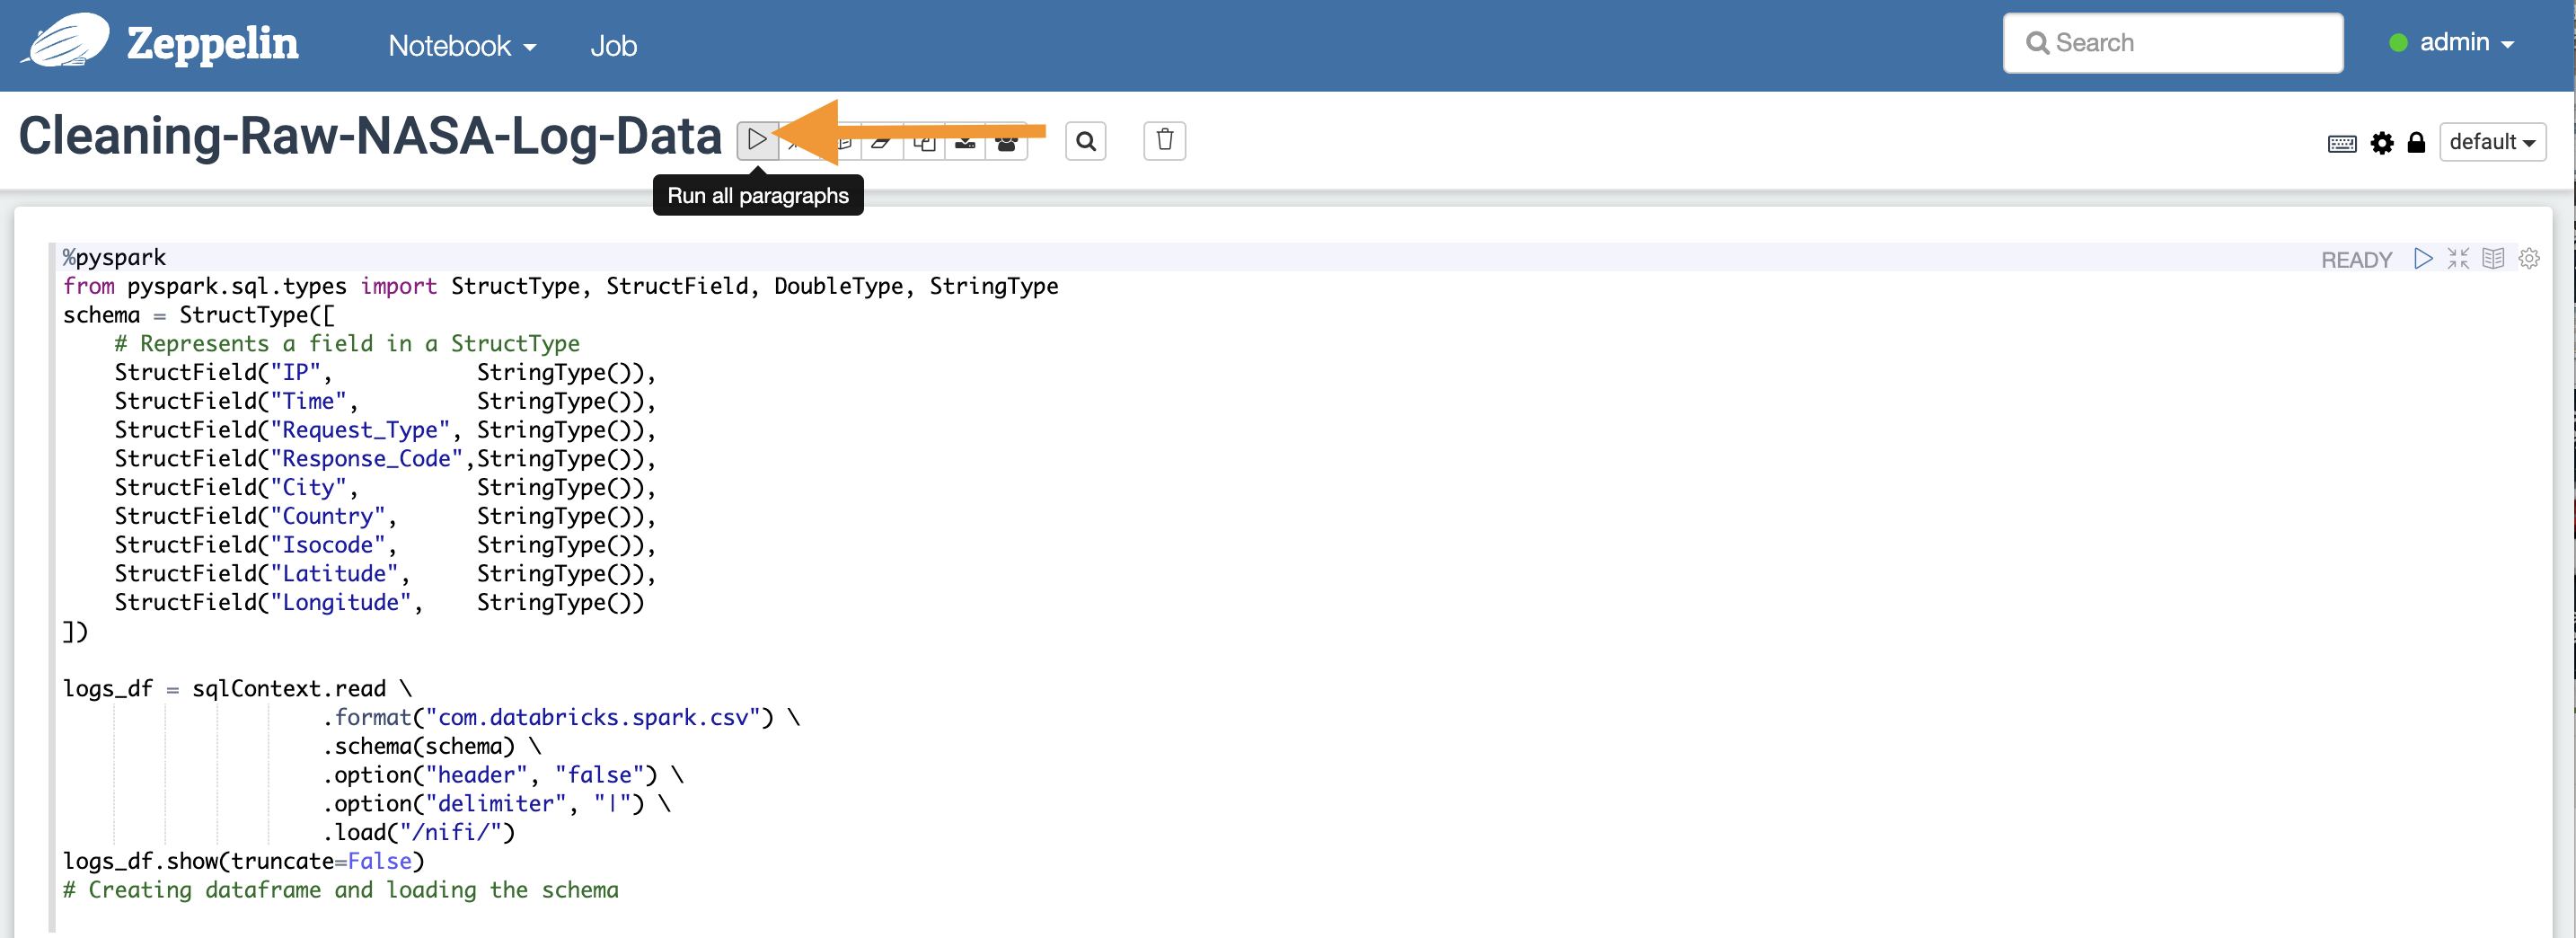 Zeppelin Notebook Job Search admin
Cleaning-Raw-NASA-Log-Data default
Run all paragraphs
%pyspark READY
from pyspark.sql.types import StructType, StructField, DoubleType, StringType
schema = StructType([
    # Represents a field in a StructType
    StructField("IP",           StringType()),
    StructField("Time",         StringType()),
    StructField("Request_Type", StringType()),
    StructField("Response_Code",StringType()),
    StructField("City",         StringType()),
    StructField("Country",      StringType()),
    StructField("Isocode",      StringType()),
    StructField("Latitude",     StringType()),
    StructField("Longitude",    StringType())
])
logs_df = sqlContext.read \
                    .format("com.databricks.spark.csv") \
                    .schema(schema) \
                    .option("header", "false") \
                    .option("delimiter", "|") \
                    .load("/nifi/")
logs_df.show(truncate=False)
# Creating dataframe and loading the schema